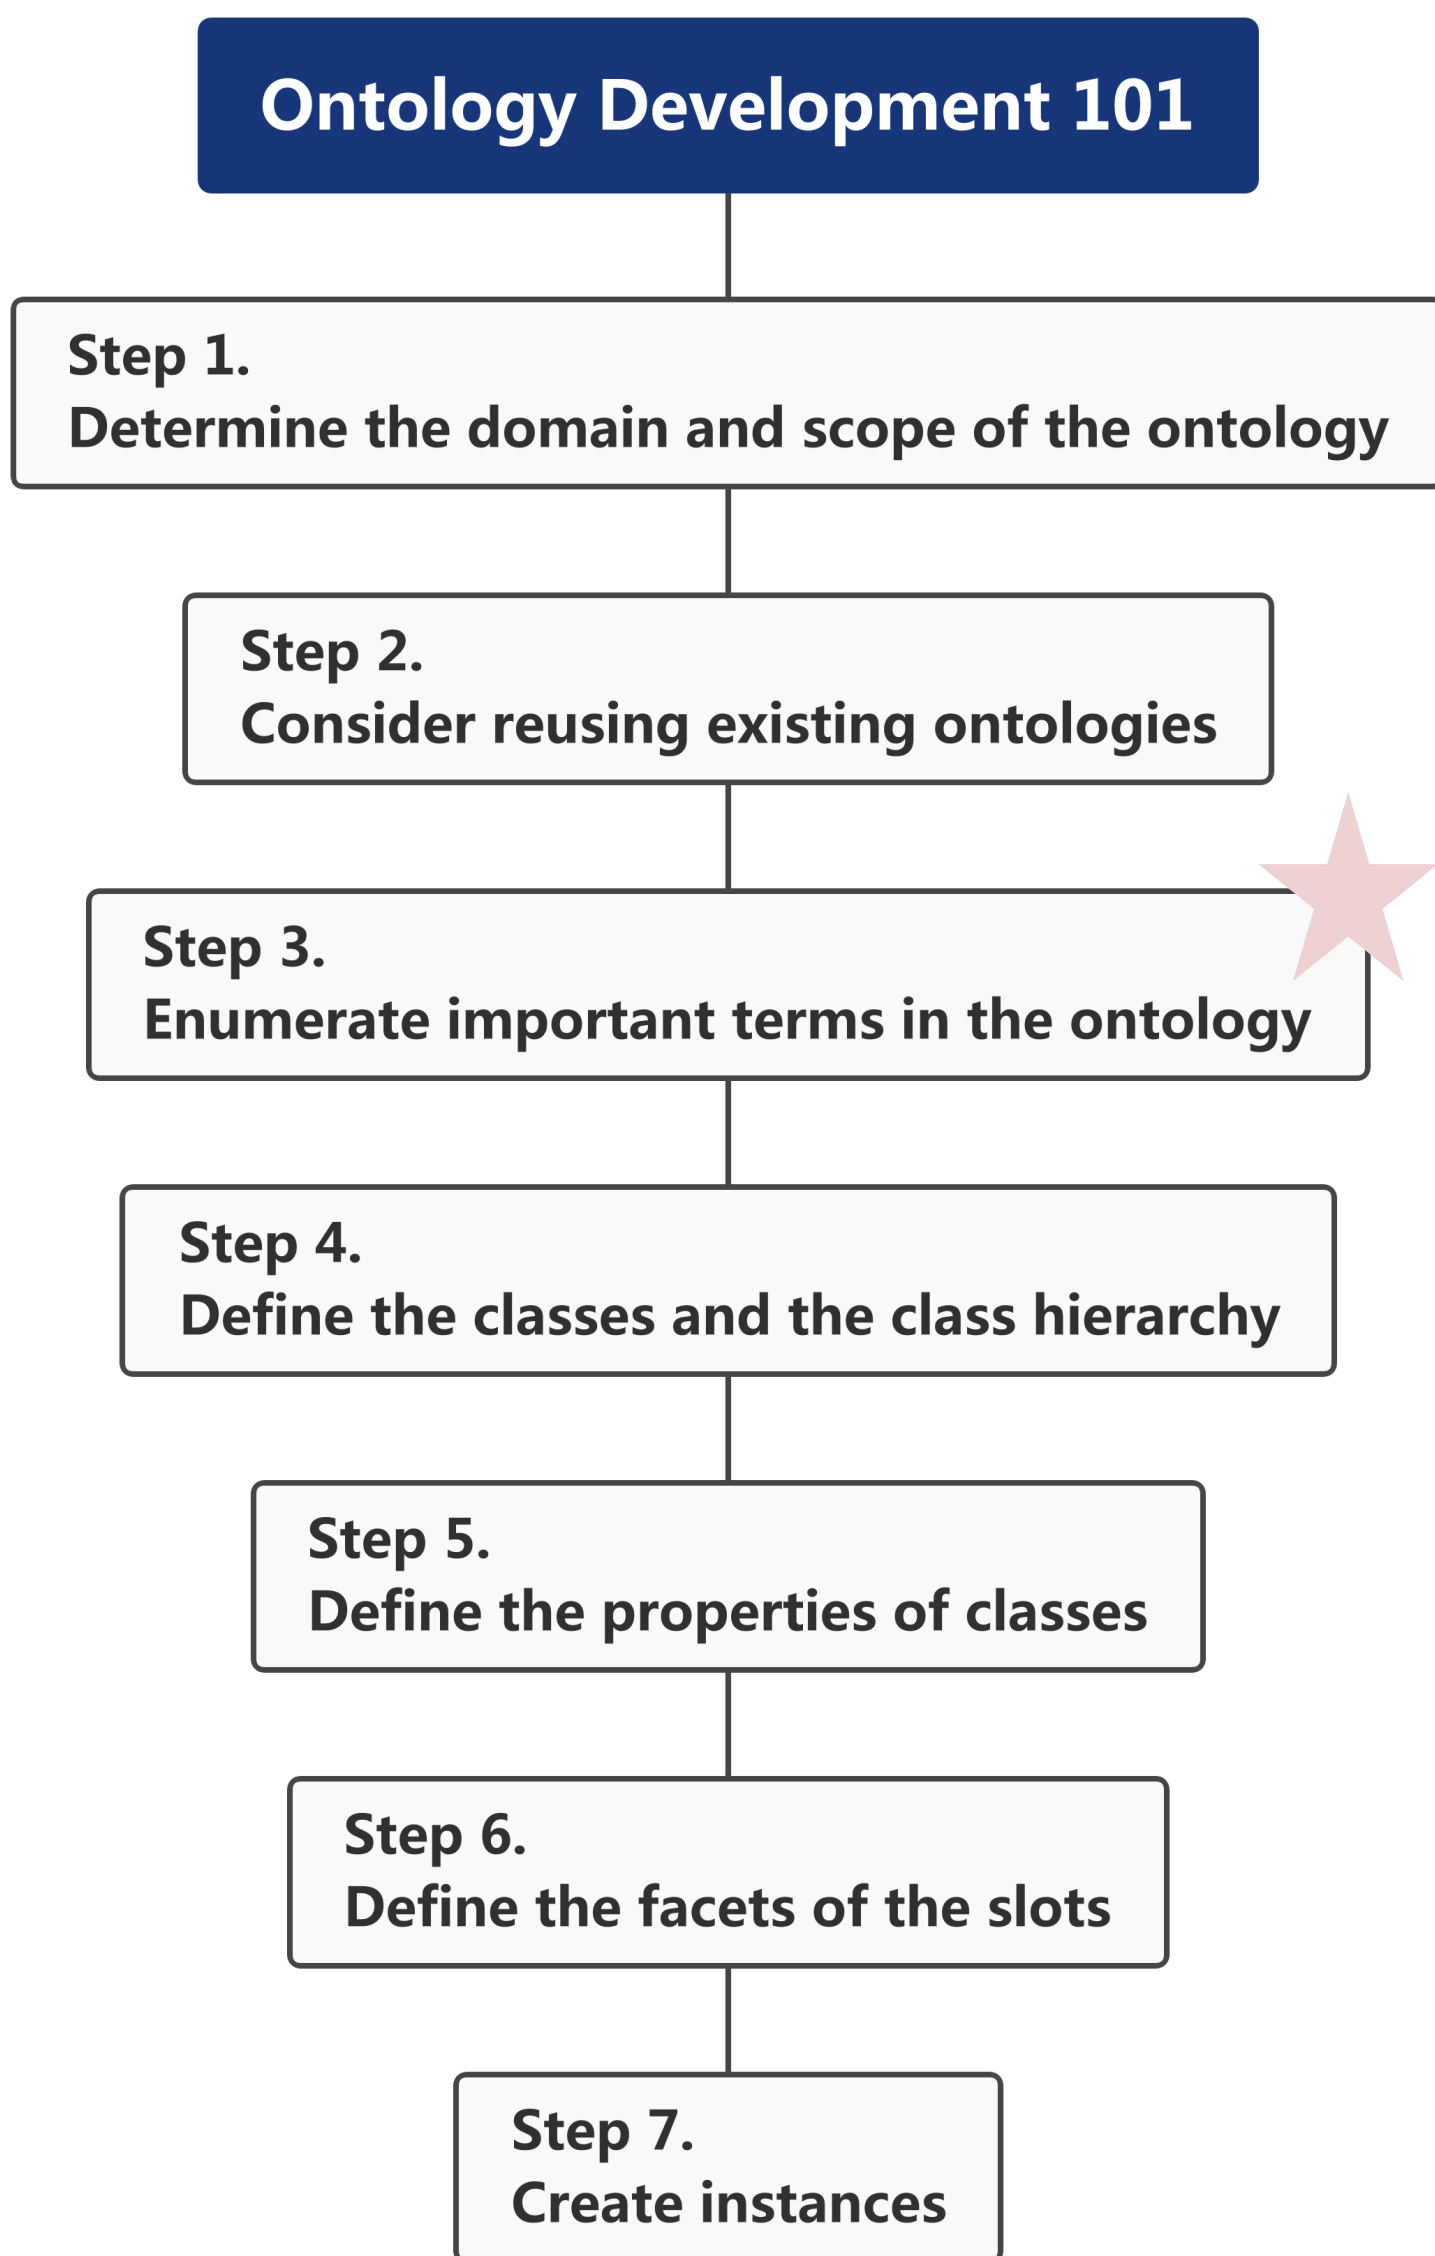 Ontology Development 101
Step 1.
Determine the domain and scope of the ontology
Step 2.
Consider reusing existing ontologies
Step 3.
Enumerate important terms in the ontology
Step 4.
Define the classes and the class hierarchy
Step 5.
Define the properties of classes
Step 6.
Define the facets of the slots
Step 7.
Create instances